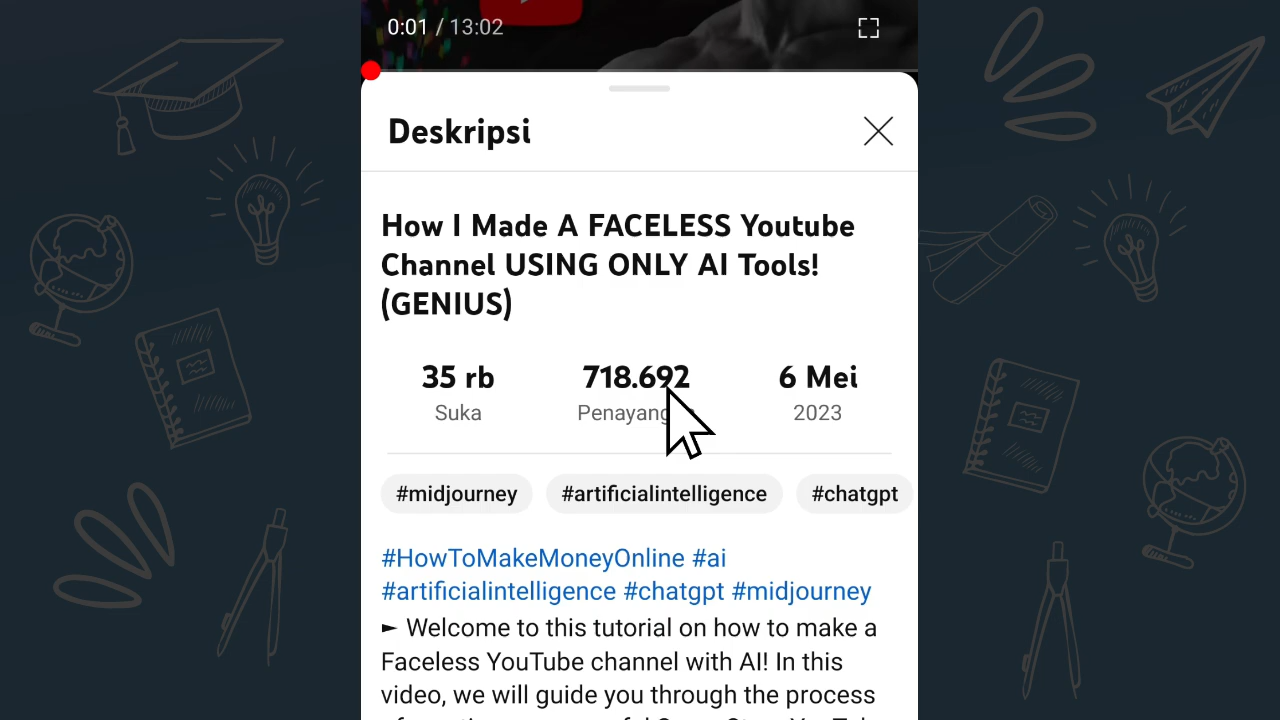 0:01 / 13:02
Deskripsi
How I Made A FACELESS Youtube
Channel USING ONLY AI Tools!
(GENIUS)
35 rb 718.692 6 Mei
Suka Penayang 2023
#midjourney #artificialintelligence #chatgpt
#HowToMakeMoneyOnline #ai
#artificialintelligence #chatgpt #midjourney
► Welcome to this tutorial on how to make a
Faceless YouTube channel with AI! In this
video, we will guide you through the process